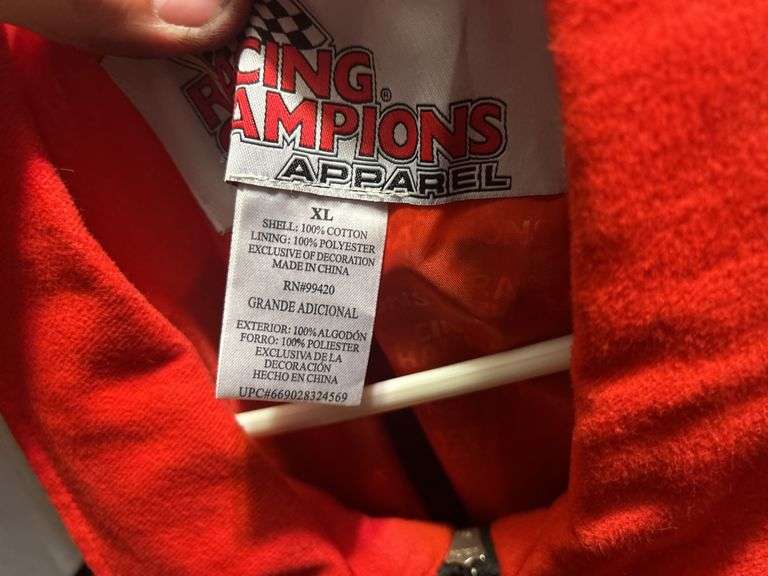 CING
AMPIONS®
APPAREL
XL
SHELL: 100% COTTON
LINING: 100% POLYESTER
EXCLUSIVE OF DECORATION
MADE IN CHINA
RN#99420
GRANDE ADICIONAL
EXTERIOR: 100% ALGODÓN
FORRO: 100% POLIESTER
EXCLUSIVA DE LA
DECORACIÓN
HECHO EN CHINA
UPC#669028324569